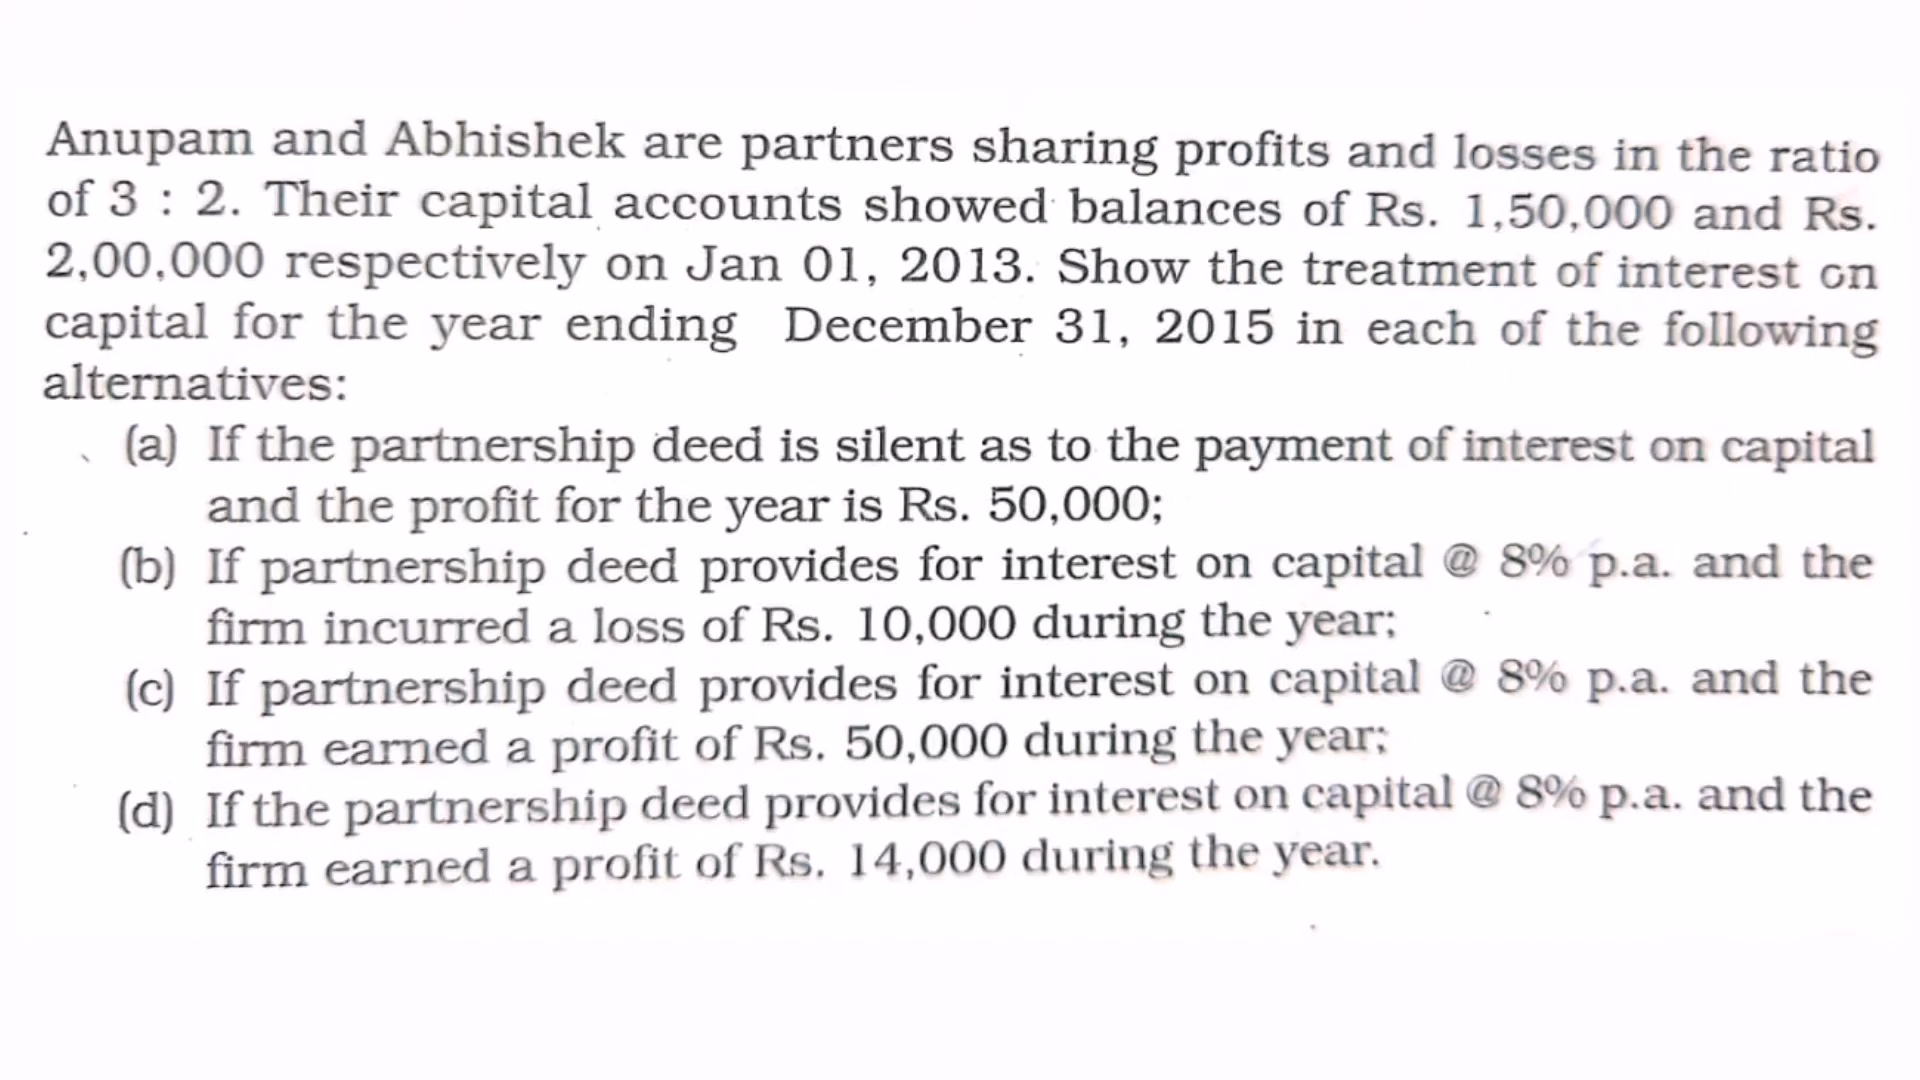 Anupam and Abhishek are partners sharing profits and losses in the ratio
of 3 : 2. Their capital accounts showed balances of Rs. 1,50,000 and Rs.
2,00,000 respectively on Jan 01, 2013. Show the treatment of interest on
capital for the year ending December 31, 2015 in each of the following
alternatives:
(a) If the partnership deed is silent as to the payment of interest on capital
and the profit for the year is Rs. 50,000;
(b) If partnership deed provides for interest on capital @ 8% p.a. and the
firm incurred a loss of Rs. 10,000 during the year;
(c) If partnership deed provides for interest on capital @ 8% p.a. and the
firm earned a profit of Rs. 50,000 during the year;
(d) If the partnership deed provides for interest on capital @ 8% p.a. and the
firm earned a profit of Rs. 14,000 during the year.